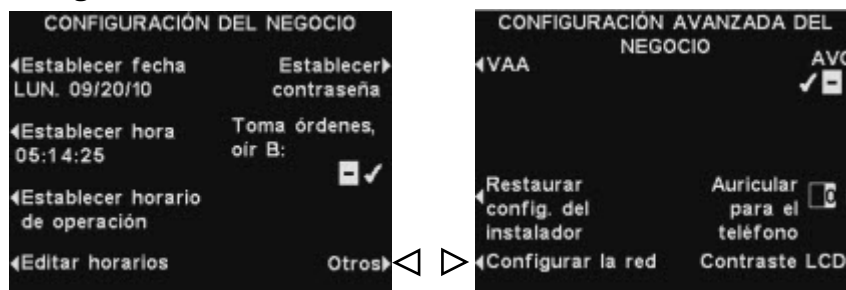 CONFIGURACIÓN DEL NEGOCIO
Establecer fecha
LUN. 09/20/10
Establecer
contraseña
Establecer hora
05:14:25
Toma órdenes,
oír B:
Establecer horario
de operación
Editar horarios
Otros
CONFIGURACIÓN AVANZADA DEL
NEGOCIO
VAA
AVC
Restaurar
config. del
instalador
Auricular
para el
teléfono
Configurar la red
Contraste LCD